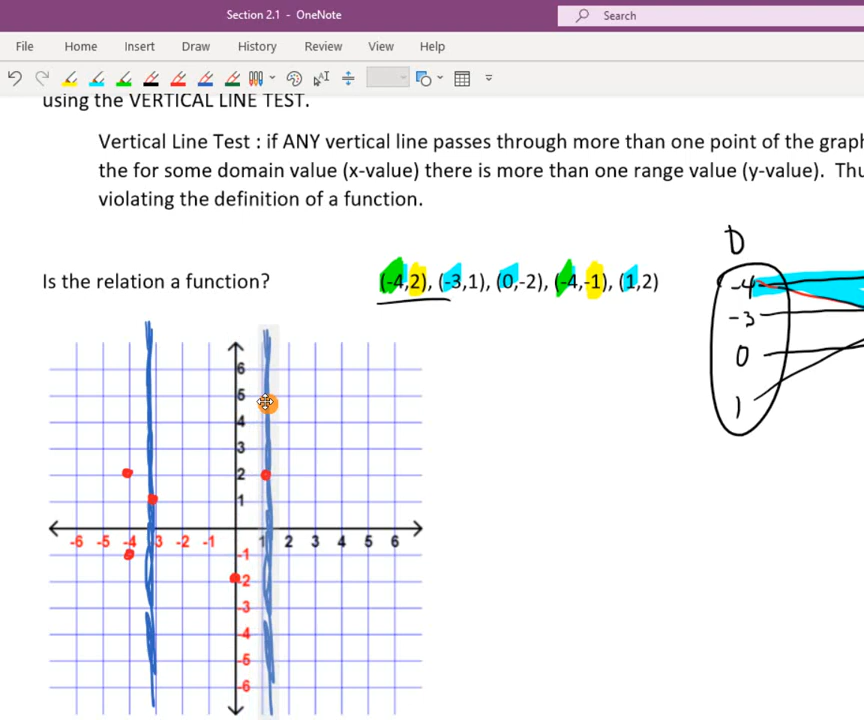 Section 2.1 - OneNote
Search
File Home Insert Draw History Review View Help
using the VERTICAL LINE TEST.
Vertical Line Test : if ANY vertical line passes through more than one point of the graph
the for some domain value (x-value) there is more than one range value (y-value). Thu
violating the definition of a function.
D
Is the relation a function? (-4,2), (-3,1), (0,-2), (-4,-1), (1,2)
-4
-3
0
1
6
5
4
3
2
1
-6 -5 -4 3 -2 -1 1 2 3 4 5 6
-1
-2
-3
-4
-5
-6